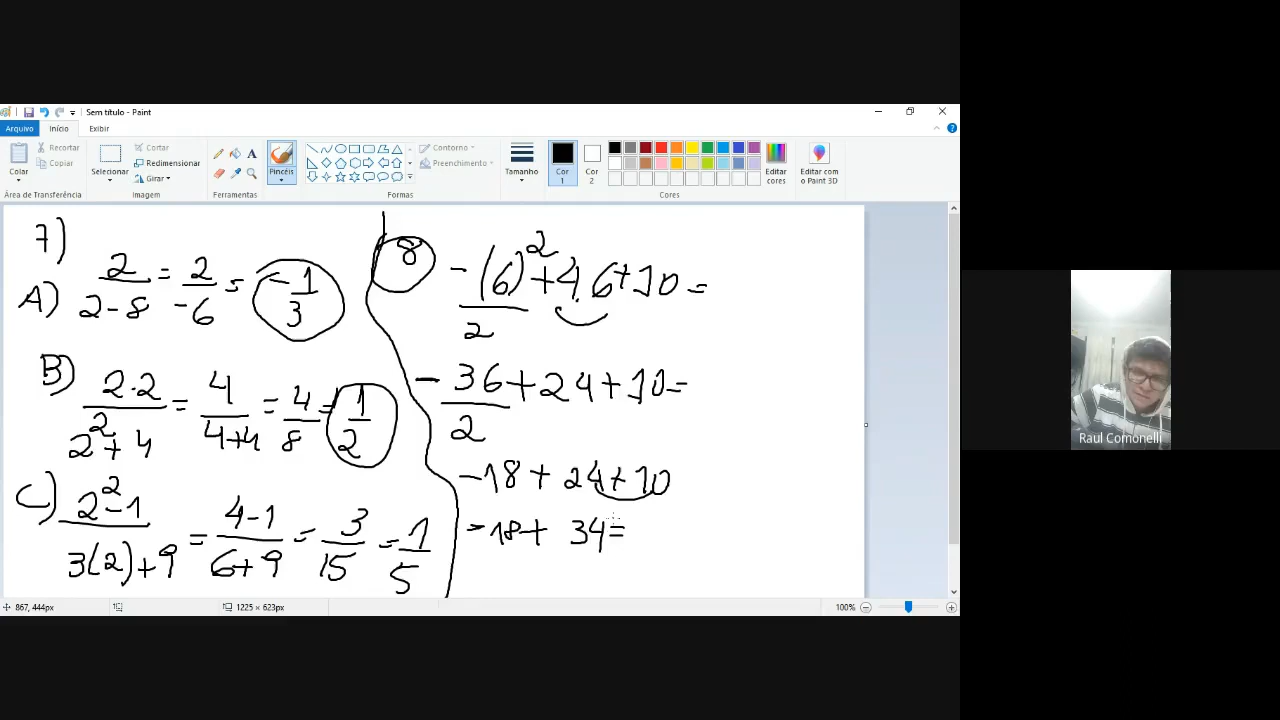 Sem título - Paint
Arquivo Início Exibir
Colar
Recortar
Copiar
Área de Transferência
Selecionar
Cortar
Redimensionar
Girar
Imagem
A
Ferramentas
Pincéis
Contorno
Preenchimento
Formas
Tamanho
Cor 1
Cor 2
Editar cores
Editar com o Paint 3D
Cores
7)
A) 2/2-8 = 2/-6 = -1/3
B) 2.2/2²+4 = 4/4+4 = 4/8 = 1/2
C) 2²-1/3(2)+9 = 4-1/6+9 = 3/15 = 1/5
8 -(6)²/2+4.6+10=
-36/2+24+10=
-18+24+10
-18+34=
Raul Comonelli
867, 444px
1225 × 623px
100%